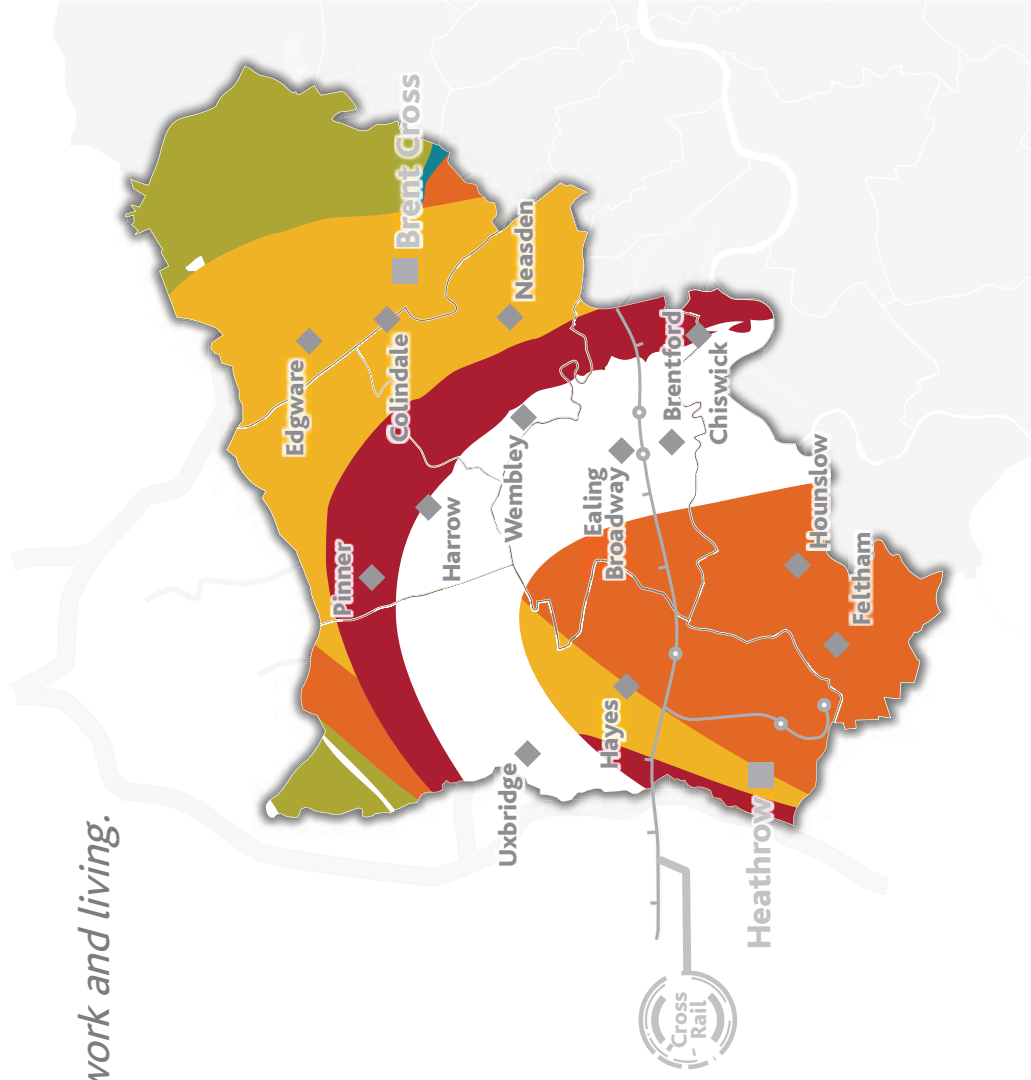 work and living.
Edgware
Colindale
Brent Cross
Neasden
Pinner
Harrow
Wembley
Brentford
Chiswick
Ealing
Broadway
Uxbridge
Hayes
Hounslow
Feltham
Heathrow
Cross
Rail